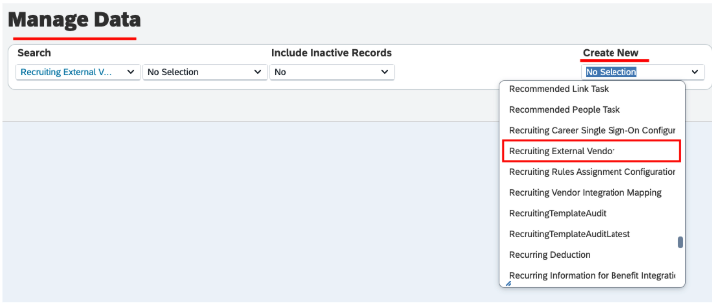 Manage Data
Search Include Inactive Records Create New
Recruiting External V... No Selection No No Selection
Recommended Link Task
Recommended People Task
Recruiting Career Single Sign-On Configur
Recruiting External Vendor
Recruiting Rules Assignment Configuration
Recruiting Vendor Integration Mapping
RecruitingTemplateAudit
RecruitingTemplateAuditLatest
Recurring Deduction
Recurring Information for Benefit Integrati